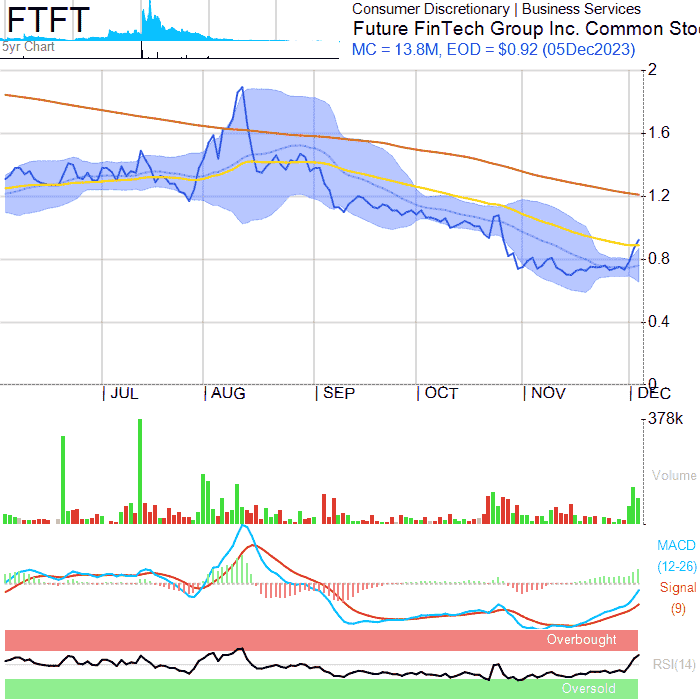 FTFT
5yr Chart
Consumer Discretionary | Business Services
Future FinTech Group Inc. Common Sto
MC = 13.8M, EOD = $0.92 (05Dec2023)
2
1.6
1.2
0.8
0.4
0
JUL AUG SEP OCT NOV DEC
378k
Volume
MACD
(12-26)
Signal
(9)
Overbought
RSI(14)
Oversold